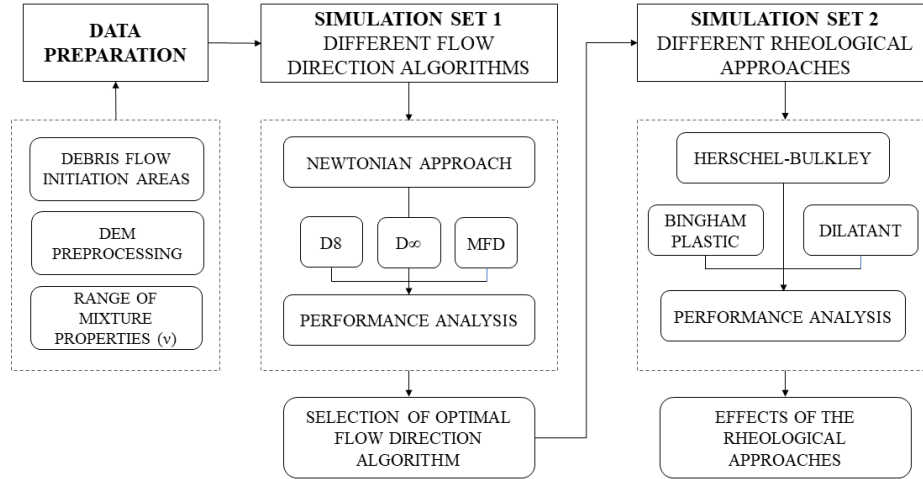 DATA
PREPARATION
DEBRIS FLOW
INITIATION AREAS
DEM
PREPROCESSING
RANGE OF
MIXTURE
PROPERTIES (ν)
SIMULATION SET 1
DIFFERENT FLOW
DIRECTION ALGORITHMS
NEWTONIAN APPROACH
D8
D∞
MFD
PERFORMANCE ANALYSIS
SELECTION OF OPTIMAL
FLOW DIRECTION
ALGORITHM
SIMULATION SET 2
DIFFERENT RHEOLOGICAL
APPROACHES
HERSCHEL-BULKLEY
BINGHAM
PLASTIC
DILATANT
PERFORMANCE ANALYSIS
EFFECTS OF THE
RHEOLOGICAL
APPROACHES